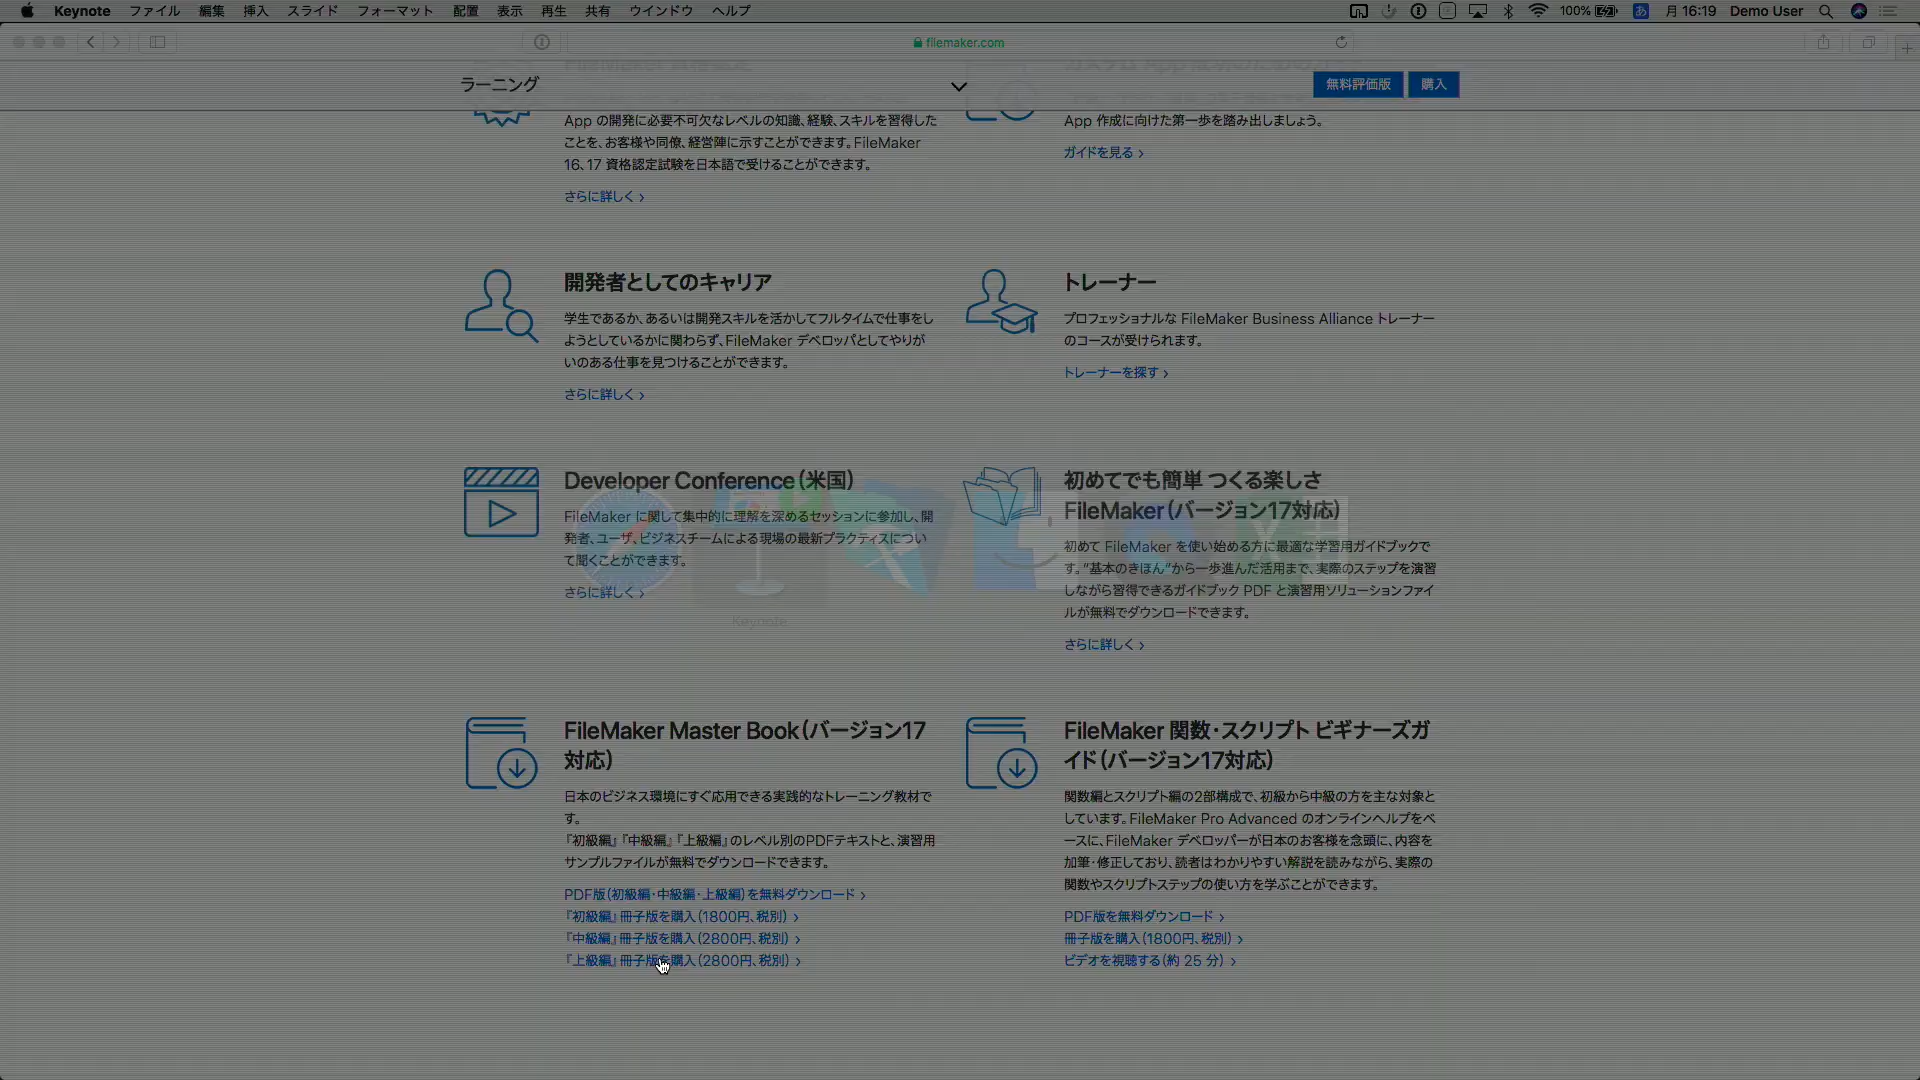 Keynote ファイル 編集 挿入 スライド フォーマット 配置 表示 再生 共有 ウインドウ ヘルプ
100% あ 月 16:19 Demo User
filemaker.com
ラーニング
無料評価版 購入
App の開発に必要不可欠なレベルの知識、経験、スキルを習得した
ことを、お客様や同僚、経営陣に示すことができます。FileMaker
16、17 資格認定試験を日本語で受けることができます。
さらに詳しく ›
App 作成に向けた第一歩を踏み出しましょう。
ガイドを見る ›
開発者としてのキャリア
学生であるか、あるいは開発スキルを活かしてフルタイムで仕事をし
ようとしているかに関わらず、FileMaker デベロッパとしてやりが
いのある仕事を見つけることができます。
さらに詳しく ›
トレーナー
プロフェッショナルな FileMaker Business Alliance トレーナー
のコースが受けられます。
トレーナーを探す ›
Developer Conference（米国）
FileMaker に関して集中的に理解を深めるセッションに参加し、開
発者、ユーザ、ビジネスチームによる現場の最新プラクティスについ
て聞くことができます。
さらに詳しく ›
Keynote
初めてでも簡単 つくる楽しさ
FileMaker（バージョン17対応）
初めて FileMaker を使い始める方に最適な学習用ガイドブックで
す。“基本のきほん”から一歩進んだ活用まで、実際のステップを演習
しながら習得できるガイドブック PDF と演習用ソリューションファイ
ルが無料でダウンロードできます。
さらに詳しく ›
FileMaker Master Book（バージョン17
対応）
日本のビジネス環境にすぐ応用できる実践的なトレーニング教材で
す。
『初級編』『中級編』『上級編』のレベル別のPDFテキストと、演習用
サンプルファイルが無料でダウンロードできます。
PDF版（初級編・中級編・上級編）を無料ダウンロード ›
『初級編』冊子版を購入（1800円、税別） ›
『中級編』冊子版を購入（2800円、税別） ›
『上級編』冊子版を購入（2800円、税別） ›
FileMaker 関数・スクリプト ビギナーズガ
イド（バージョン17対応）
関数編とスクリプト編の2部構成で、初級から中級の方を主な対象と
しています。FileMaker Pro Advanced のオンラインヘルプをベ
ースに、FileMaker デベロッパーが日本のお客様を念頭に、内容を
加筆・修正しており、読者はわかりやすい解説を読みながら、実際の
関数やスクリプトステップの使い方を学ぶことができます。
PDF版を無料ダウンロード ›
冊子版を購入（1800円、税別） ›
ビデオを視聴する（約 25 分） ›